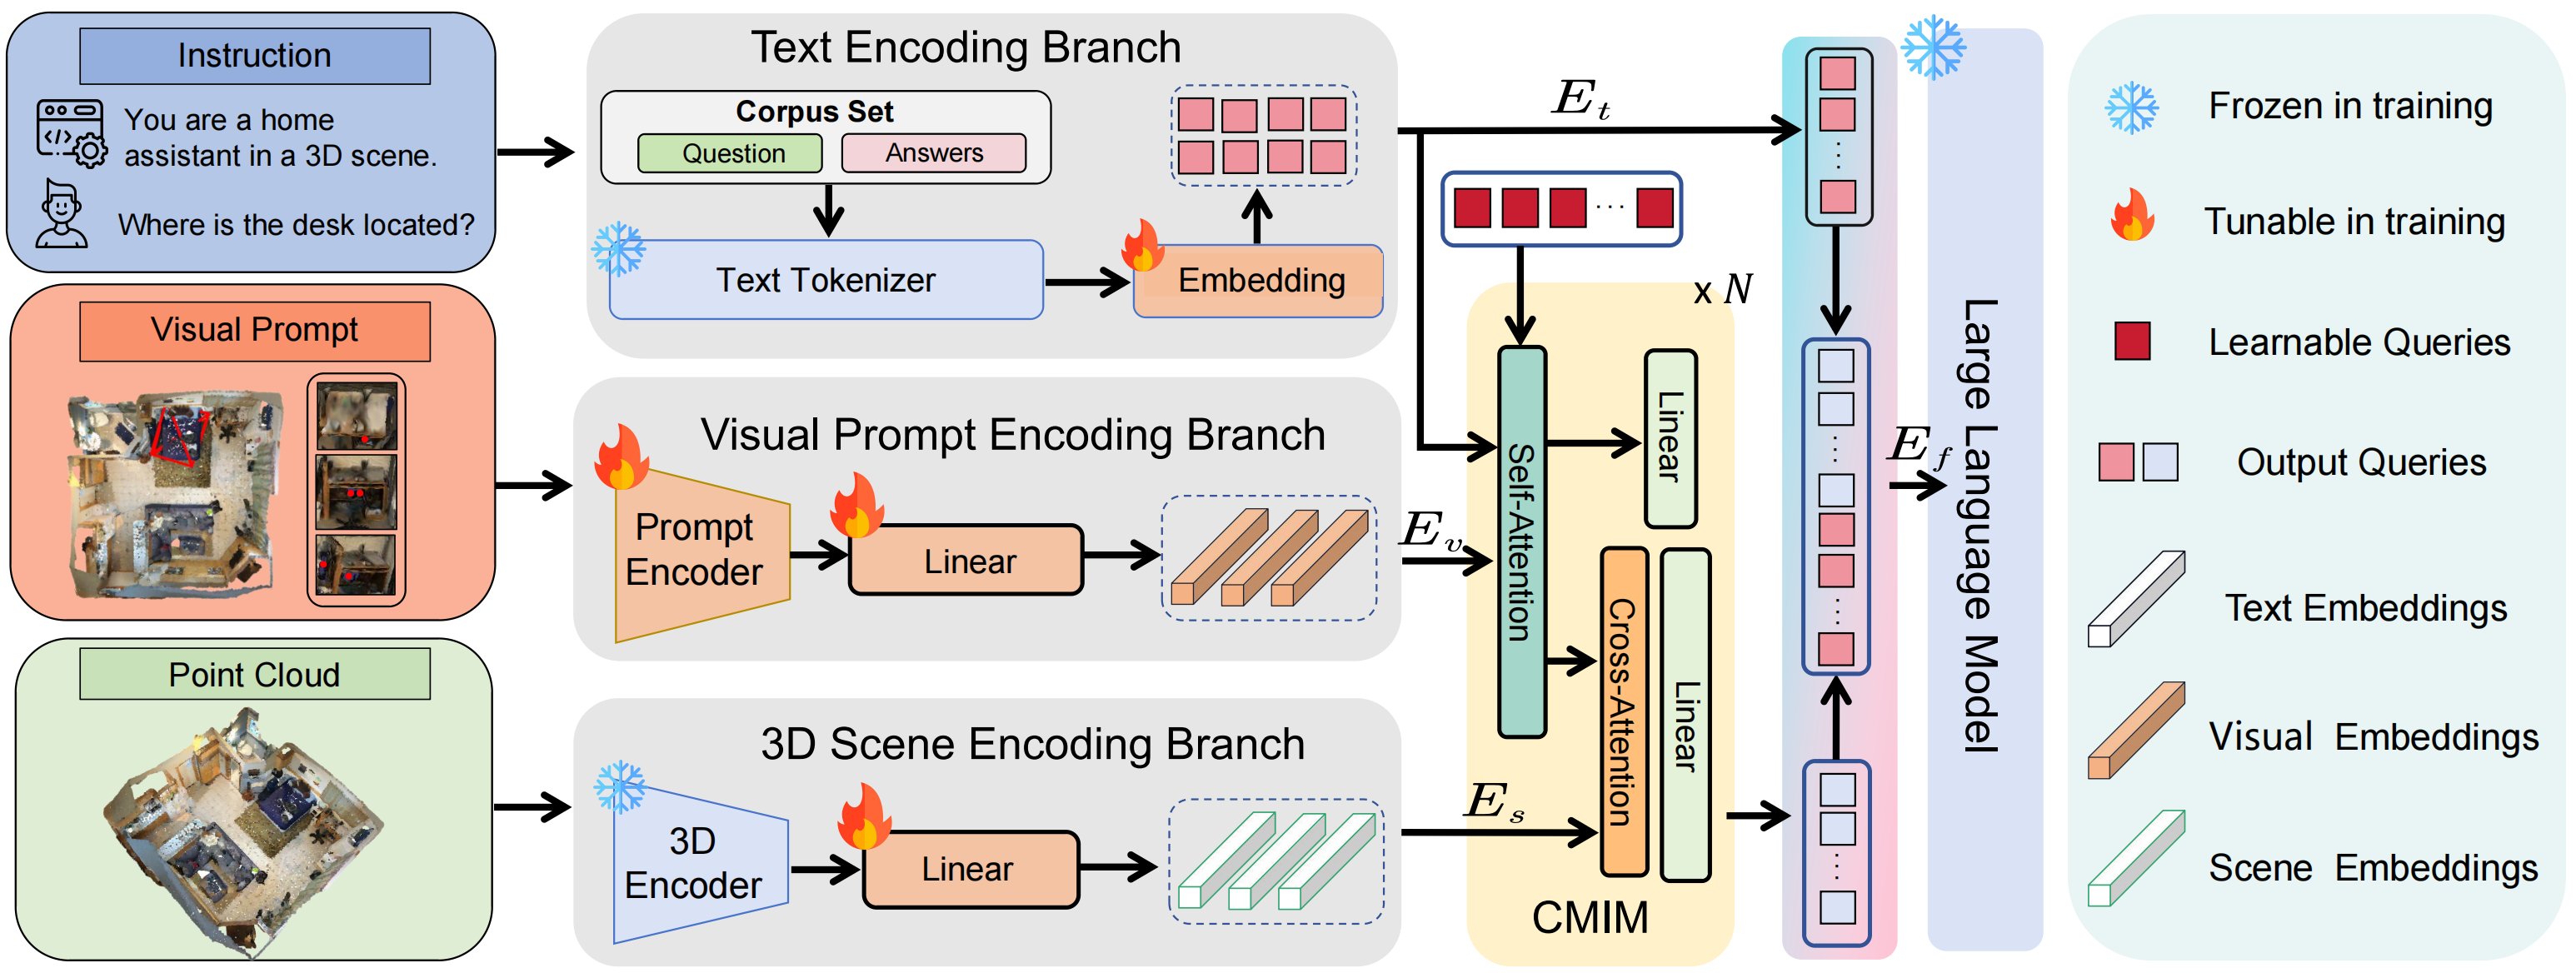 Instruction
You are a home
assistant in a 3D scene.
Where is the desk located?
Visual Prompt
Point Cloud
Text Encoding Branch
Corpus Set
Question
Answers
Text Tokenizer
Embedding
Visual Prompt Encoding Branch
Prompt
Encoder
Linear
3D Scene Encoding Branch
3D
Encoder
Linear
E_t
E_v
E_s
x N
Self-Attention
Linear
Cross-Attention
Linear
CMIM
E_f
Large Language Model
Frozen in training
Tunable in training
Learnable Queries
Output Queries
Text Embeddings
Visual Embeddings
Scene Embeddings